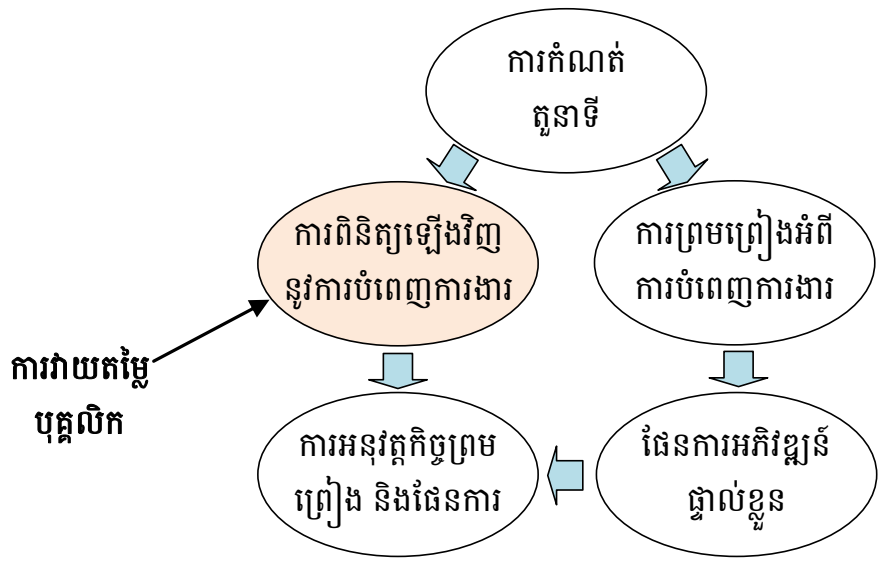 ការកំណត់
តួនាទី
ការពិនិត្យឡើងវិញ
នូវការបំពេញការងារ
ការព្រមព្រៀងអំពី
ការបំពេញការងារ
ការវាយតម្លៃ
បុគ្គលិក
ការអនុវត្តកិច្ចព្រម
ព្រៀង និងផែនការ
ផែនការអភិវឌ្ឍន៍
ផ្ទាល់ខ្លួន